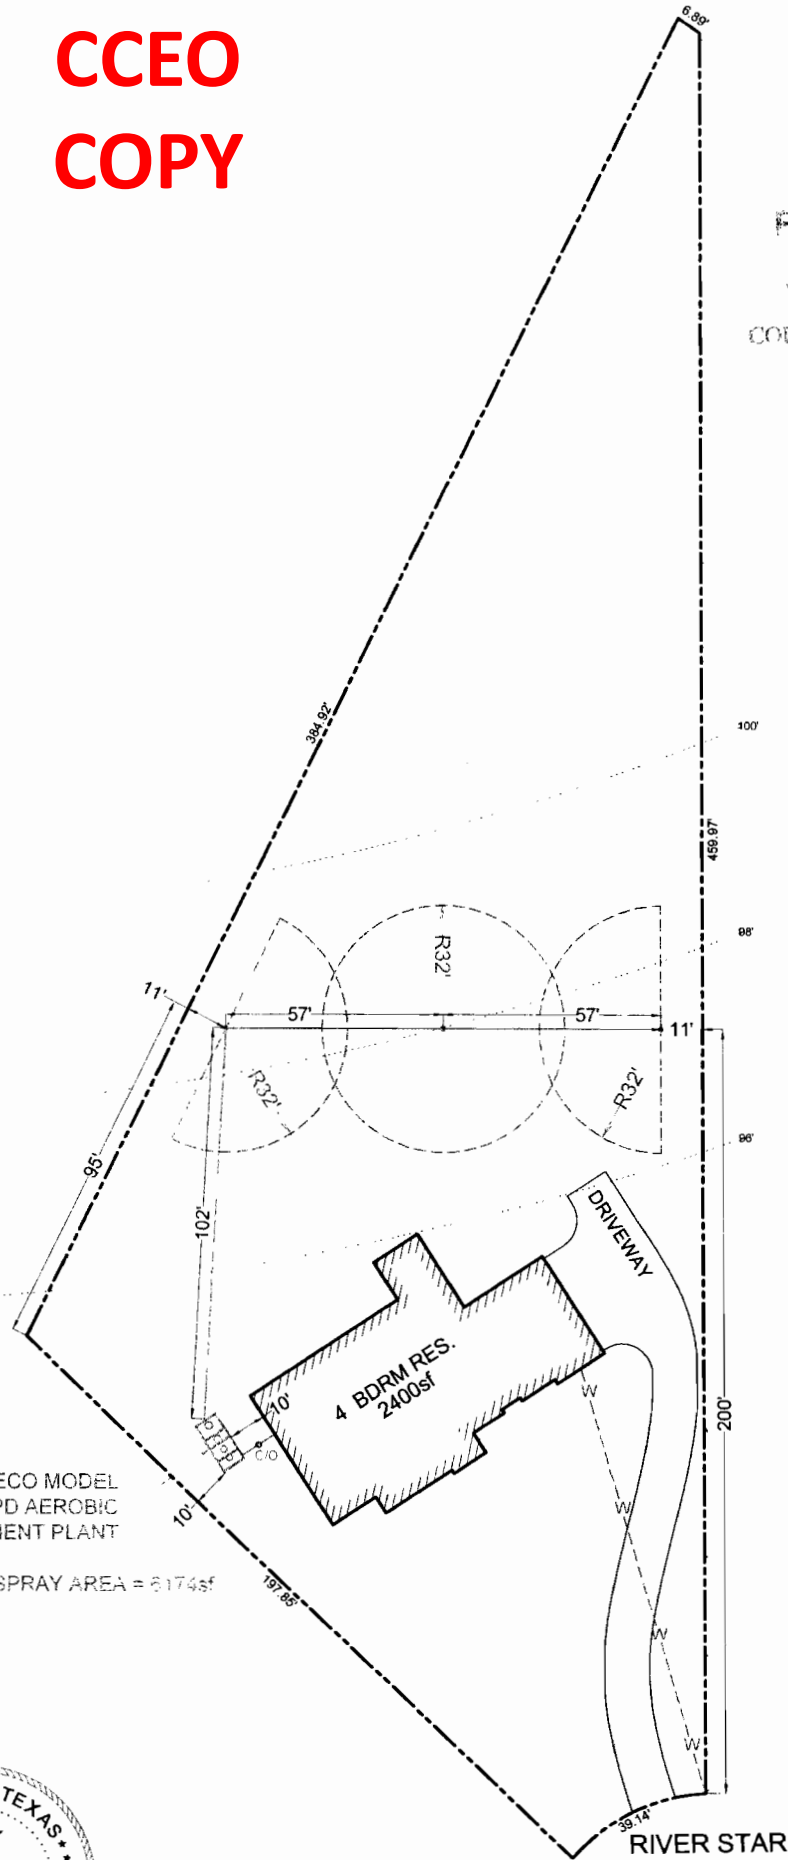 CCEO
COPY
6.89'
384.92'
100'
459.97'
98'
R32'
11'
57'
57'
11'
R32'
R32'
95'
102'
96'
DRIVEWAY
4 BDRM RES.
2400sf
10'
C/O
W
200'
ECO MODEL
PD AEROBIC
MENT PLANT
10'
W
SPRAY AREA = 6174sf
197.85'
W
W
TEXAS
39.14'
RIVER STAR